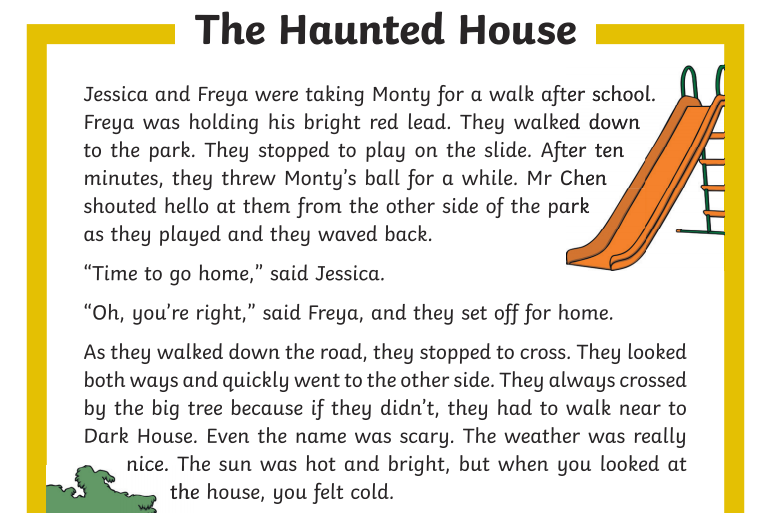 The Haunted House
Jessica and Freya were taking Monty for a walk after school.
Freya was holding his bright red lead. They walked down
to the park. They stopped to play on the slide. After ten
minutes, they threw Monty’s ball for a while. Mr Chen
shouted hello at them from the other side of the park
as they played and they waved back.
“Time to go home,” said Jessica.
“Oh, you’re right,” said Freya, and they set off for home.
As they walked down the road, they stopped to cross. They looked
both ways and quickly went to the other side. They always crossed
by the big tree because if they didn’t, they had to walk near to
Dark House. Even the name was scary. The weather was really
nice. The sun was hot and bright, but when you looked at
the house, you felt cold.